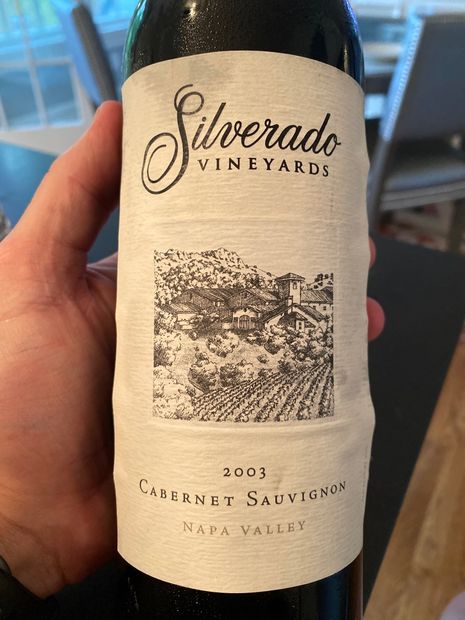 Silverado
VINEYARDS
2003
CABERNET SAUVIGNON
NAPA VALLEY